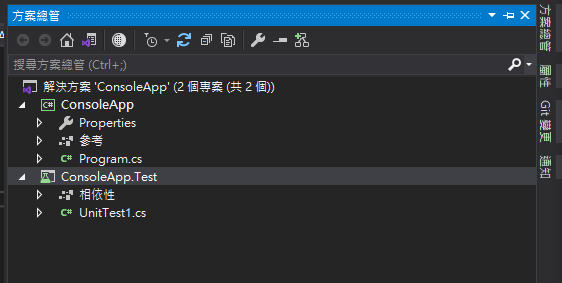 方案總管
搜尋方案總管 (Ctrl+;)
解決方案 'ConsoleApp' (2 個專案 (共 2 個))
C# ConsoleApp
Properties
參考
C# Program.cs
ConsoleApp.Test
相依性
C# UnitTest1.cs
方案總管
屬性
Git 變更
通知